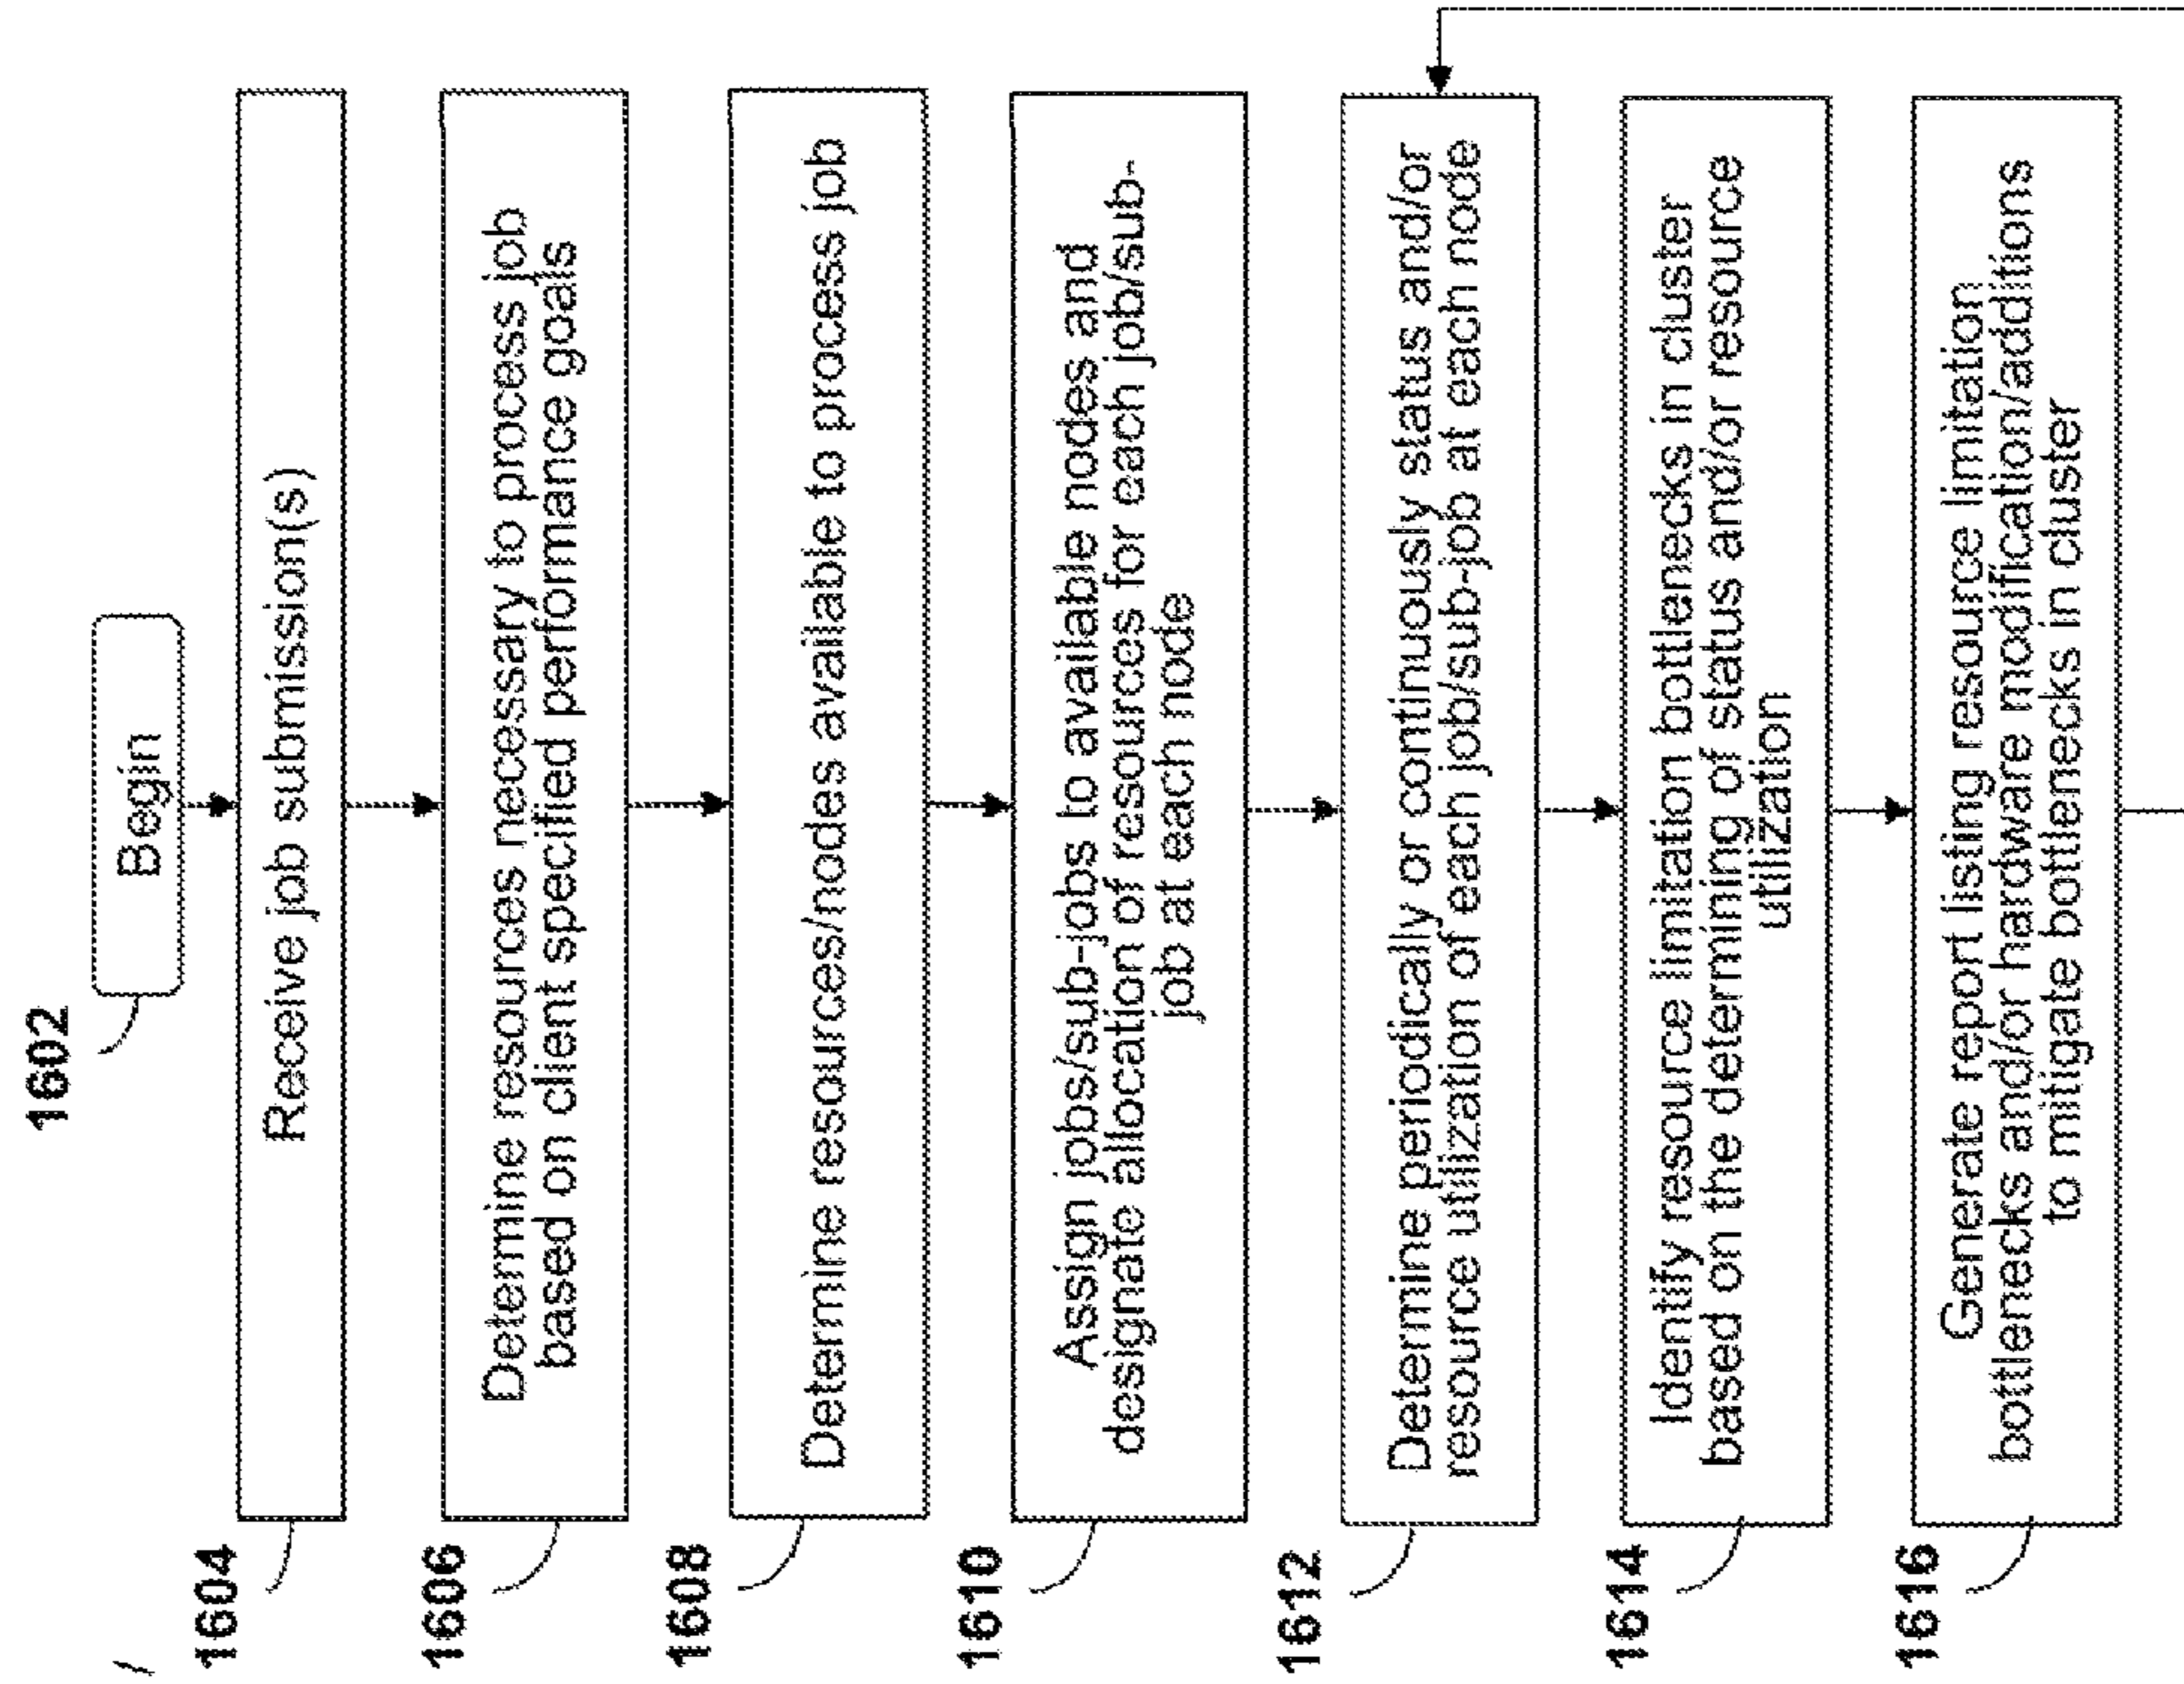 1602
Begin
1604
Receive job submission(s)
1606
Determine resources necessary to process job
based on client specified performance goals
1608
Determine resources/nodes available to process job
1610
Assign jobs/sub-jobs to available nodes and
designate allocation of resources for each job/sub-
job at each node
1612
Determine periodically or continuously status and/or
resource utilization of each job/sub-job at each node
1614
Identify resource limitation bottlenecks in cluster
based on the determining of status and/or resource
utilization
1616
Generate report listing resource limitation
bottlenecks and/or hardware modification/additions
to mitigate bottlenecks in cluster